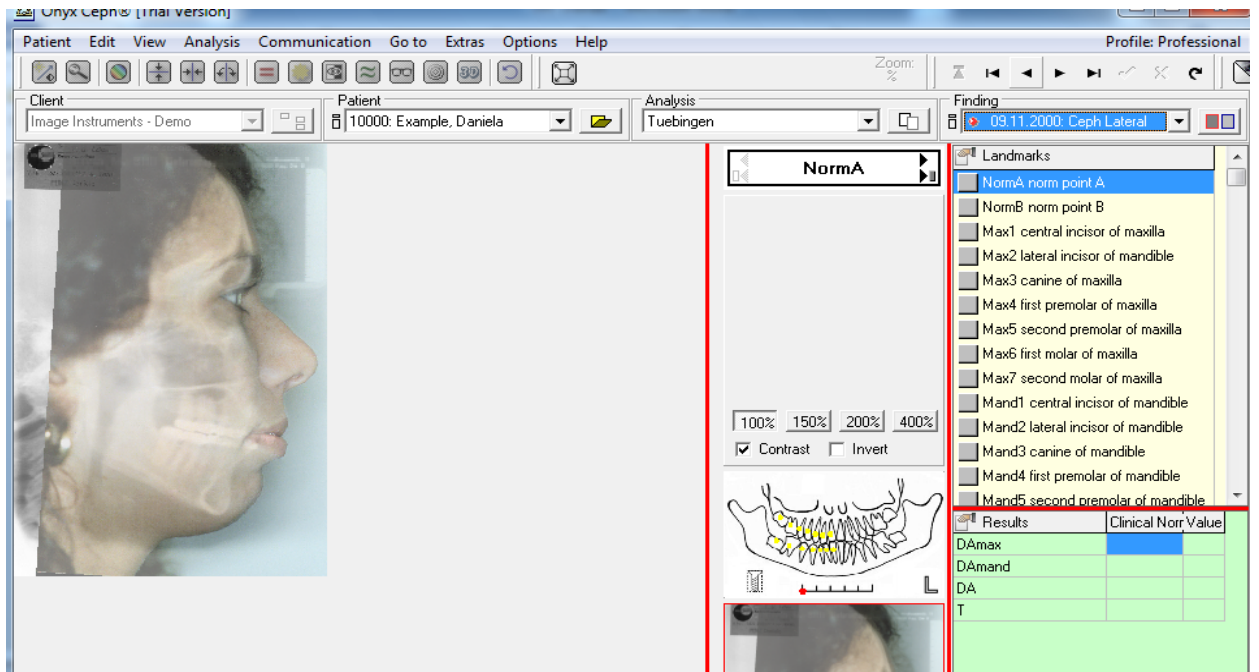 Onyx Ceph® [Trial Version]
Patient Edit View Analysis Communication Go to Extras Options Help Profile: Professional
Zoom:
%
Client Patient Analysis Finding
Image Instruments - Demo 10000: Example, Daniela Tuebingen 09.11.2000: Ceph Lateral
NormA
Landmarks
NormA norm point A
NormB norm point B
Max1 central incisor of maxilla
Max2 lateral incisor of mandible
Max3 canine of maxilla
Max4 first premolar of maxilla
Max5 second premolar of maxilla
Max6 first molar of maxilla
Max7 second molar of maxilla
Mand1 central incisor of mandible
Mand2 lateral incisor of mandible
Mand3 canine of mandible
Mand4 first premolar of mandible
Mand5 second premolar of mandible
100% 150% 200% 400%
Contrast Invert
L
Results Clinical Norr Value
DAmax
DAmand
DA
T